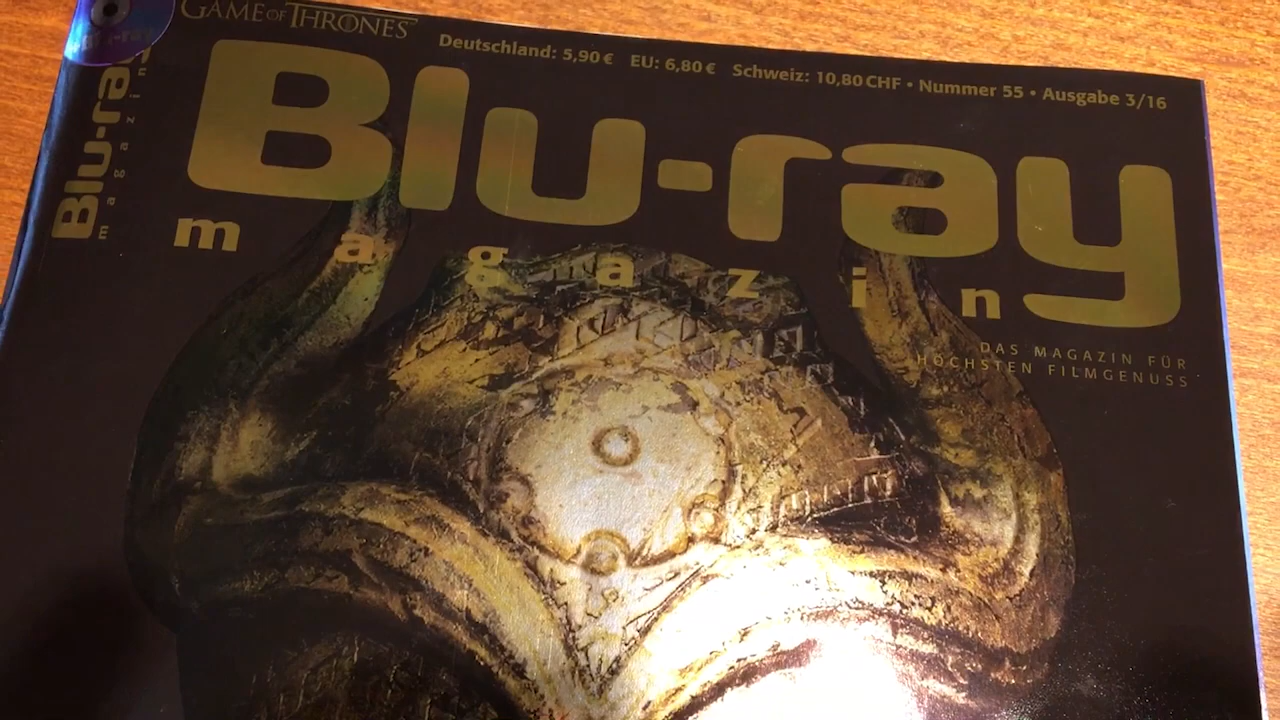 GAME OF THRONES
Deutschland: 5,90 € EU: 6,80 € Schweiz: 10,80 CHF • Nummer 55 • Ausgabe 3/16
Blu-ray
magazin
DAS MAGAZIN FÜR
HÖCHSTEN FILMGENUSS
Blu-ray
magazin